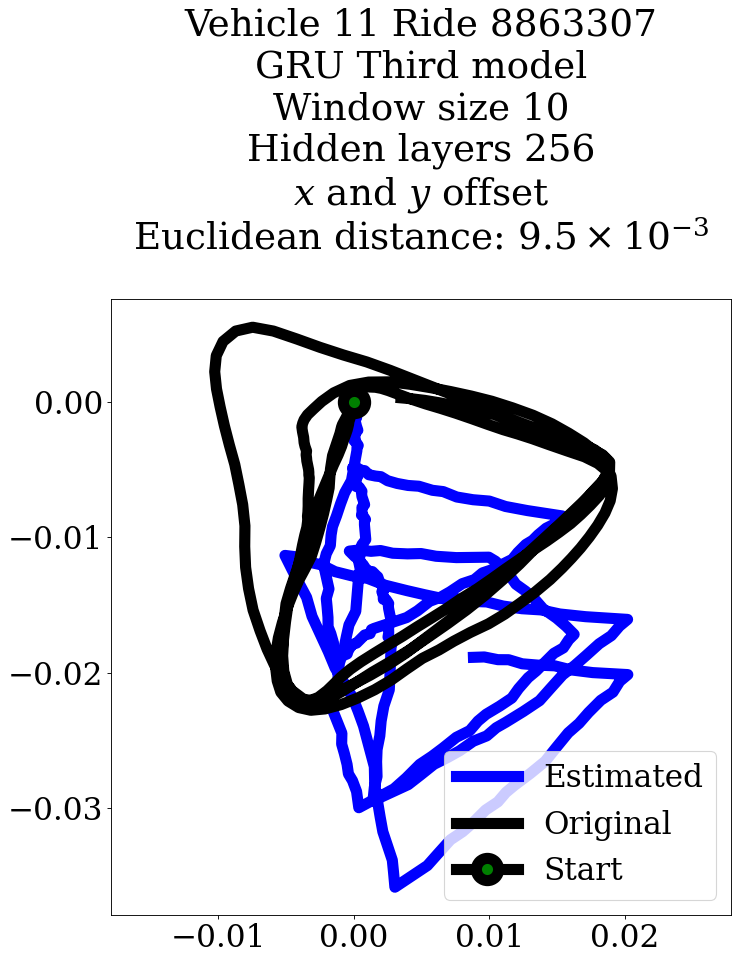 Vehicle 11 Ride 8863307
GRU Third model
Window size 10
Hidden layers 256
x and y offset
Euclidean distance: 9.5 × 10⁻³
0.00
−0.01
−0.02
−0.03
Estimated
Original
Start
−0.01 0.00 0.01 0.02